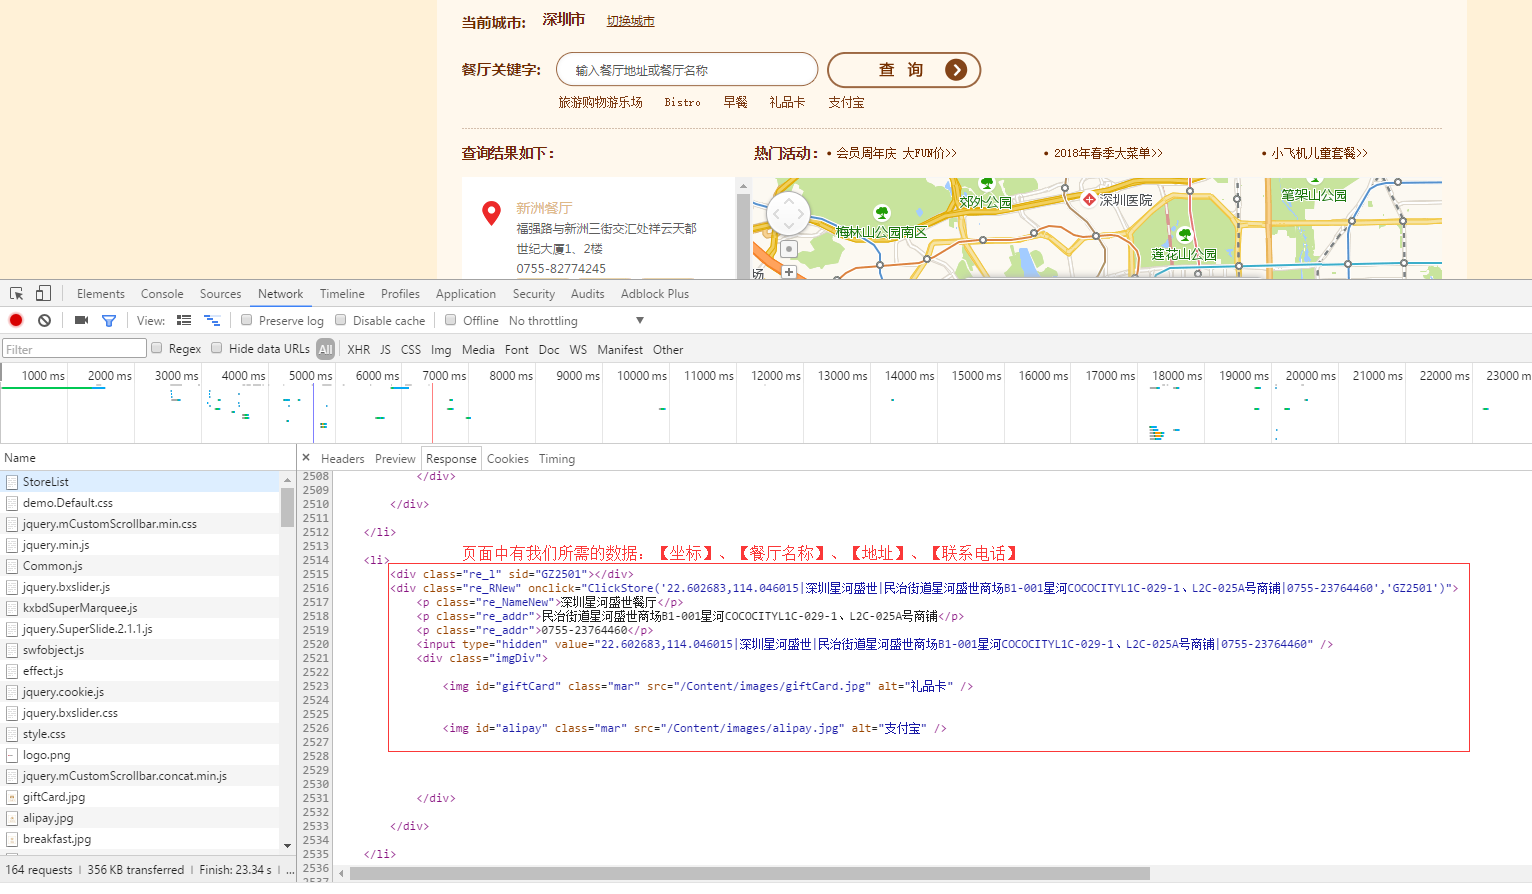 当前城市:
深圳市
切换城市
餐厅关键字:
输入餐厅地址或餐厅名称
查 询
旅游购物游乐场
Bistro
早餐
礼品卡
支付宝
查询结果如下:
热门活动:
• 会员周年庆 大FUN价>>
• 2018年春季大菜单>>
• 小飞机儿童套餐>>
新洲餐厅
福强路与新洲三街交汇处祥云天都
世纪大厦1、2楼
0755-82774245
郊外公园
深圳医院
笔架山公园
梅林山公园南区
莲花山公园
场
Elements Console Sources Network Timeline Profiles Application Security Audits Adblock Plus
View: Preserve log Disable cache Offline No throttling
Filter Regex Hide data URLs All XHR JS CSS Img Media Font Doc WS Manifest Other
1000 ms 2000 ms 3000 ms 4000 ms 5000 ms 6000 ms 7000 ms 8000 ms 9000 ms 10000 ms 11000 ms 12000 ms 13000 ms 14000 ms 15000 ms 16000 ms 17000 ms 18000 ms 19000 ms 20000 ms 21000 ms 22000 ms 23000 m
Name
StoreList
demo.Default.css
jquery.mCustomScrollbar.min.css
jquery.min.js
Common.js
jquery.bxslider.js
kxbdSuperMarquee.js
jquery.SuperSlide.2.1.1.js
swfobject.js
effect.js
jquery.cookie.js
jquery.bxslider.css
style.css
logo.png
jquery.mCustomScrollbar.concat.min.js
giftCard.jpg
alipay.jpg
breakfast.jpg
164 requests | 356 KB transferred | Finish: 23.34 s | ...
× Headers Preview Response Cookies Timing
2508 </div>
2509
2510 </div>
2511
2512 </li>
2513
页面中有我们所需的数据:【坐标】、【餐厅名称】、【地址】、【联系电话】
2514 <li>
2515 <div class="re_l" sid="GZ2501"></div>
2516 <div class="re_RNew" onclick="ClickStore('22.602683,114.046015|深圳星河盛世|民治街道星河盛世商场B1-001星河COCOCITYL1C-029-1、L2C-025A号商铺|0755-23764460','GZ2501')">
2517 <p class="re_NameNew">深圳星河盛世餐厅</p>
2518 <p class="re_addr">民治街道星河盛世商场B1-001星河COCOCITYL1C-029-1、L2C-025A号商铺</p>
2519 <p class="re_addr">0755-23764460</p>
2520 <input type="hidden" value="22.602683,114.046015|深圳星河盛世|民治街道星河盛世商场B1-001星河COCOCITYL1C-029-1、L2C-025A号商铺|0755-23764460" />
2521 <div class="imgDiv">
2522
2523 <img id="giftCard" class="mar" src="/Content/images/giftCard.jpg" alt="礼品卡" />
2524
2525
2526 <img id="alipay" class="mar" src="/Content/images/alipay.jpg" alt="支付宝" />
2527
2528
2529
2530
2531 </div>
2532
2533 </div>
2534
2535 </li>
2536
2537